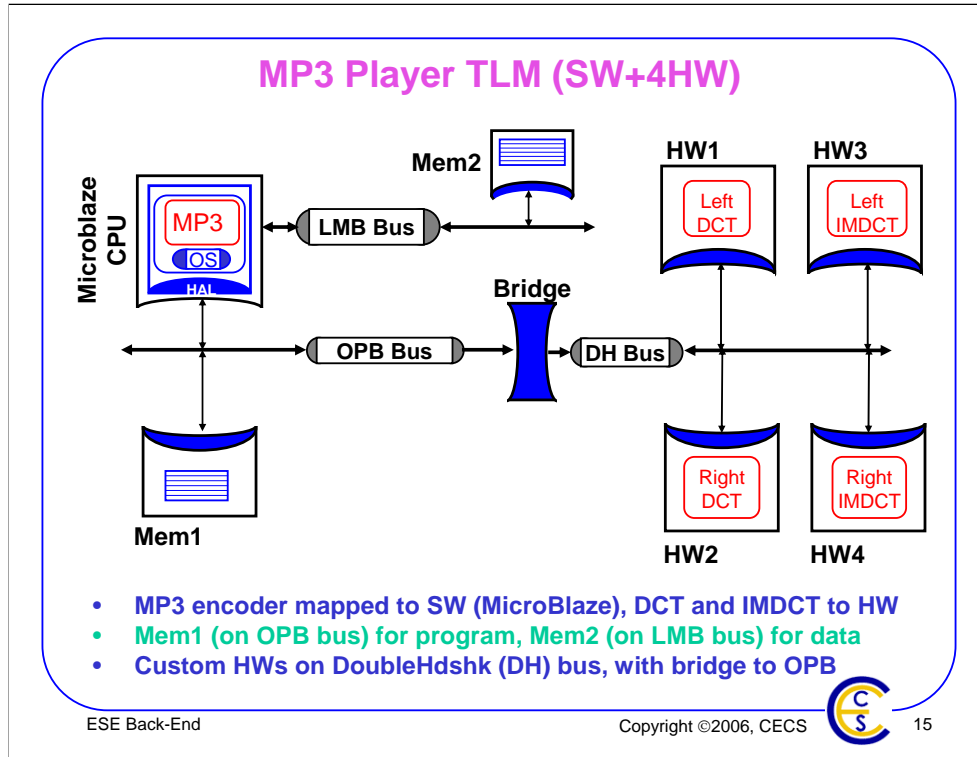 MP3 Player TLM (SW+4HW)
Microblaze
CPU
MP3
OS
HAL
LMB Bus
Mem2
HW1
HW3
Left
DCT
Left
IMDCT
Bridge
OPB Bus
DH Bus
Mem1
Right
DCT
Right
IMDCT
HW2
HW4
• MP3 encoder mapped to SW (MicroBlaze), DCT and IMDCT to HW
• Mem1 (on OPB bus) for program, Mem2 (on LMB bus) for data
• Custom HWs on DoubleHdshk (DH) bus, with bridge to OPB
ESE Back-End
Copyright ©2006, CECS
C
E
C
S
15